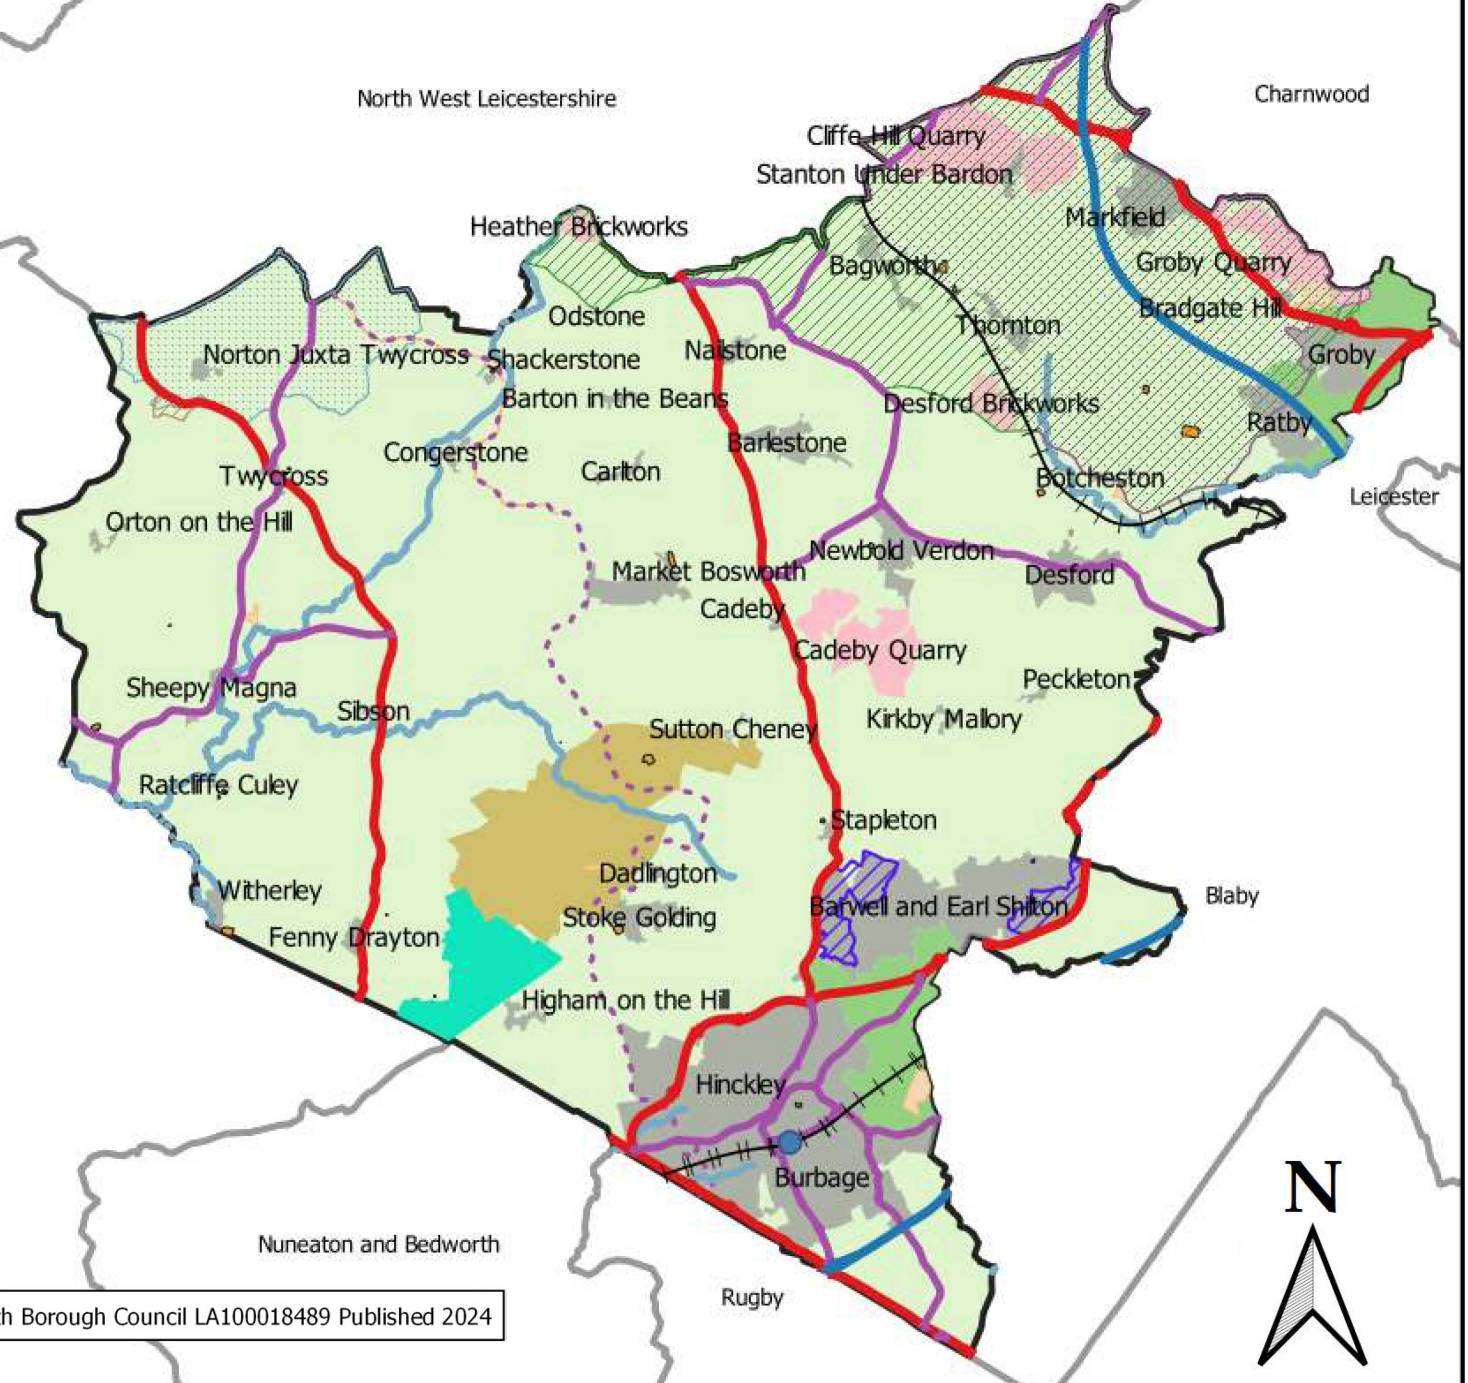 North West Leicestershire
Charnwood
Cliffe Hill Quarry
Stanton Under Bardon
Markfield
Heather Brickworks
Bagworth
Groby Quarry
Odstone
Bradgate Hill
Thornton
Norton Juxta Twycross
Shackerstone
Nailstone
Groby
Barton in the Beans
Desford Brickworks
Ratby
Congerstone
Barlestone
Carlton
Twycross
Botcheston
Leicester
Orton on the Hill
Newbold Verdon
Market Bosworth
Desford
Cadeby
Cadeby Quarry
Peckleton
Sheepy Magna
Sibson
Kirkby Mallory
Sutton Cheney
Ratcliffe Culey
Stapleton
Dadlington
Witherley
Blaby
Barwell and Earl Shilton
Stoke Golding
Fenny Drayton
Higham on the Hill
Hinckley
Burbage
N
Nuneaton and Bedworth
Rugby
th Borough Council LA100018489 Published 2024